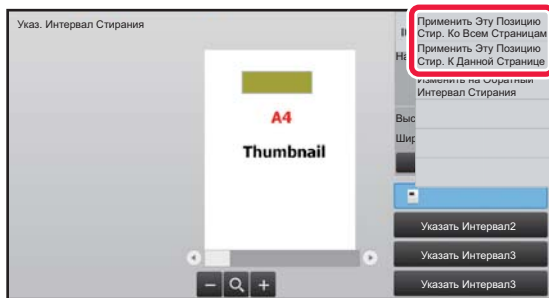 Указ. Интервал Стирания
Применить Эту Позицию
Стир. Ко Всем Страницам
Применить Эту Позицию
Стир. К Данной Странице
Изменить на Обратный
Интервал Стирания
A4
Thumbnail
Указать Интервал2
Указать Интервал3
Указать Интервал3